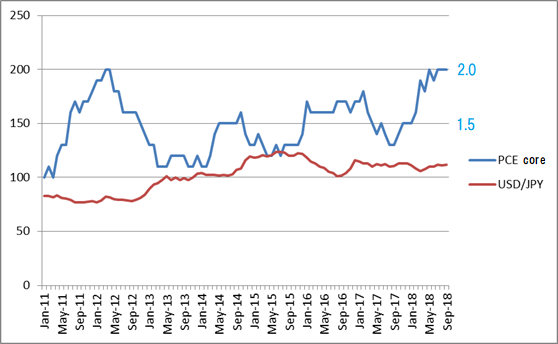 250
200
150
100
50
0
2.0
1.5
PCE core
USD/JPY
Jan-11
May-11
Sep-11
Jan-12
May-12
Sep-12
Jan-13
May-13
Sep-13
Jan-14
May-14
Sep-14
Jan-15
May-15
Sep-15
Jan-16
May-16
Sep-16
Jan-17
May-17
Sep-17
Jan-18
May-18
Sep-18